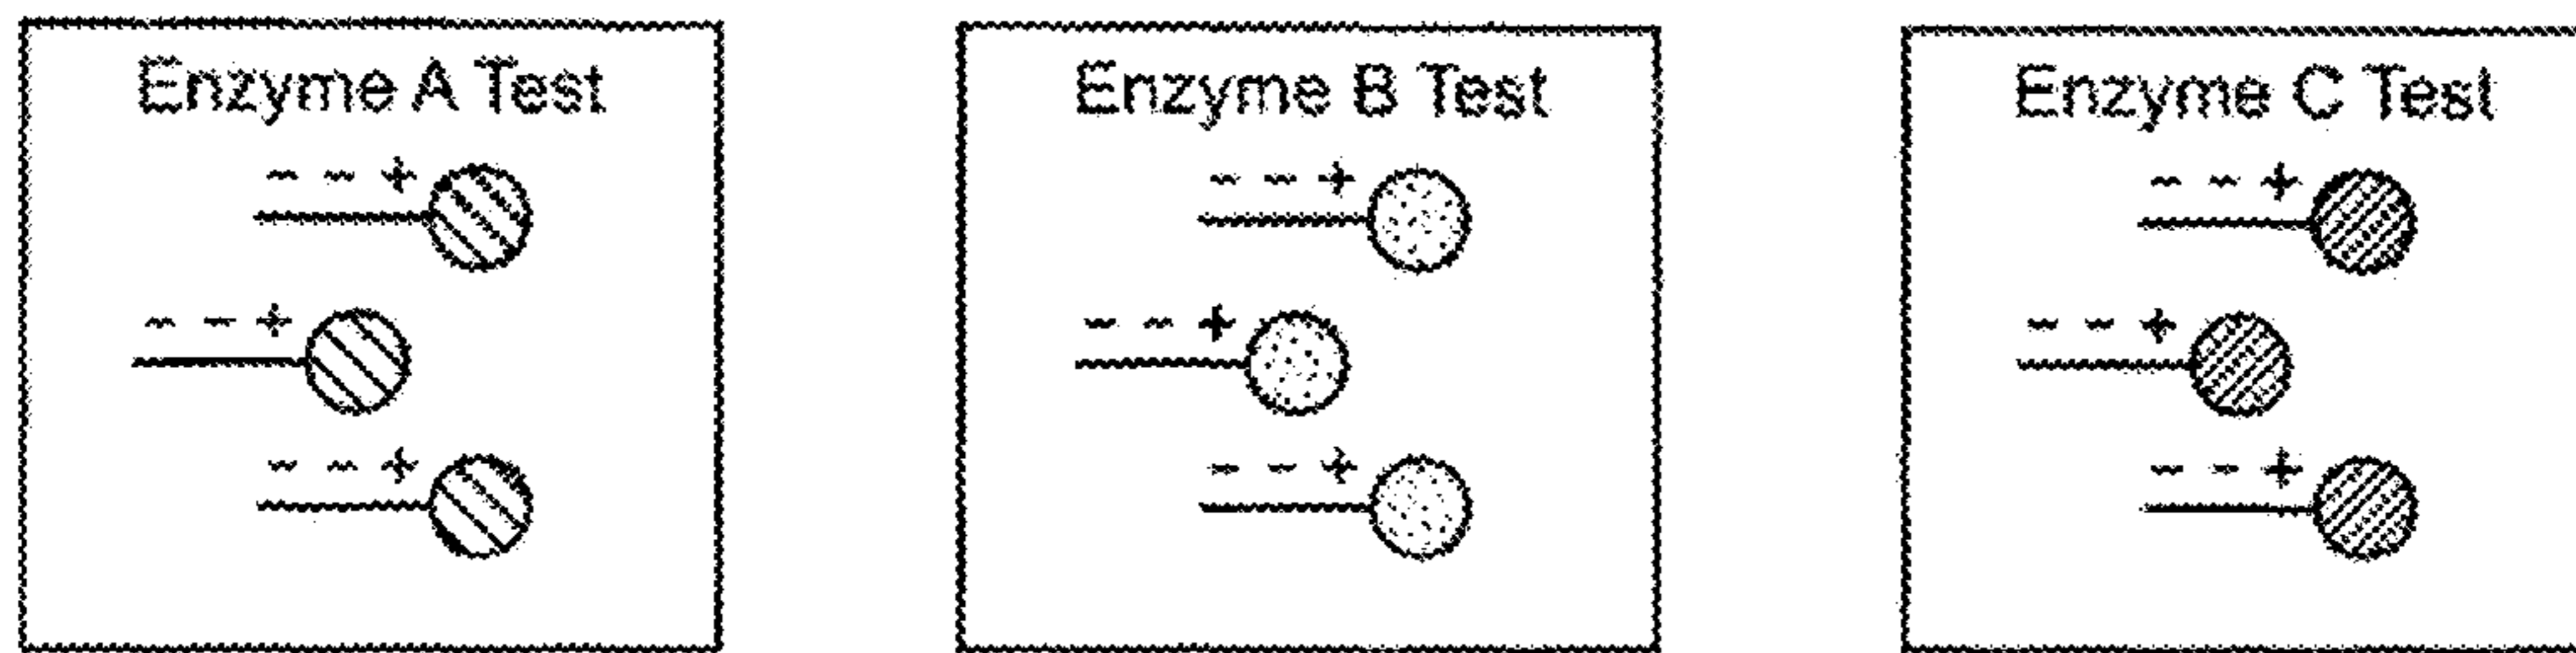 Enzyme A Test
- - +
- - +
- - +
Enzyme B Test
- - +
- - +
- - +
Enzyme C Test
- - +
- - +
- - +